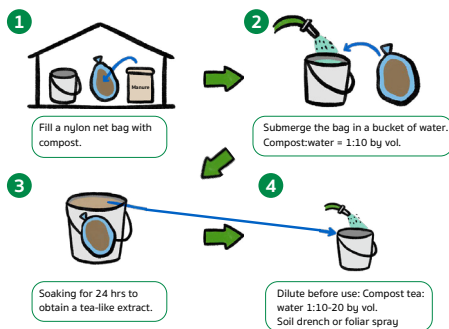 1
Manure
Fill a nylon net bag with
compost.
2
Submerge the bag in a bucket of water.
Compost:water = 1:10 by vol.
3
Soaking for 24 hrs to
obtain a tea-like extract.
4
Dilute before use: Compost tea:
water 1:10-20 by vol.
Soil drench or foliar spray